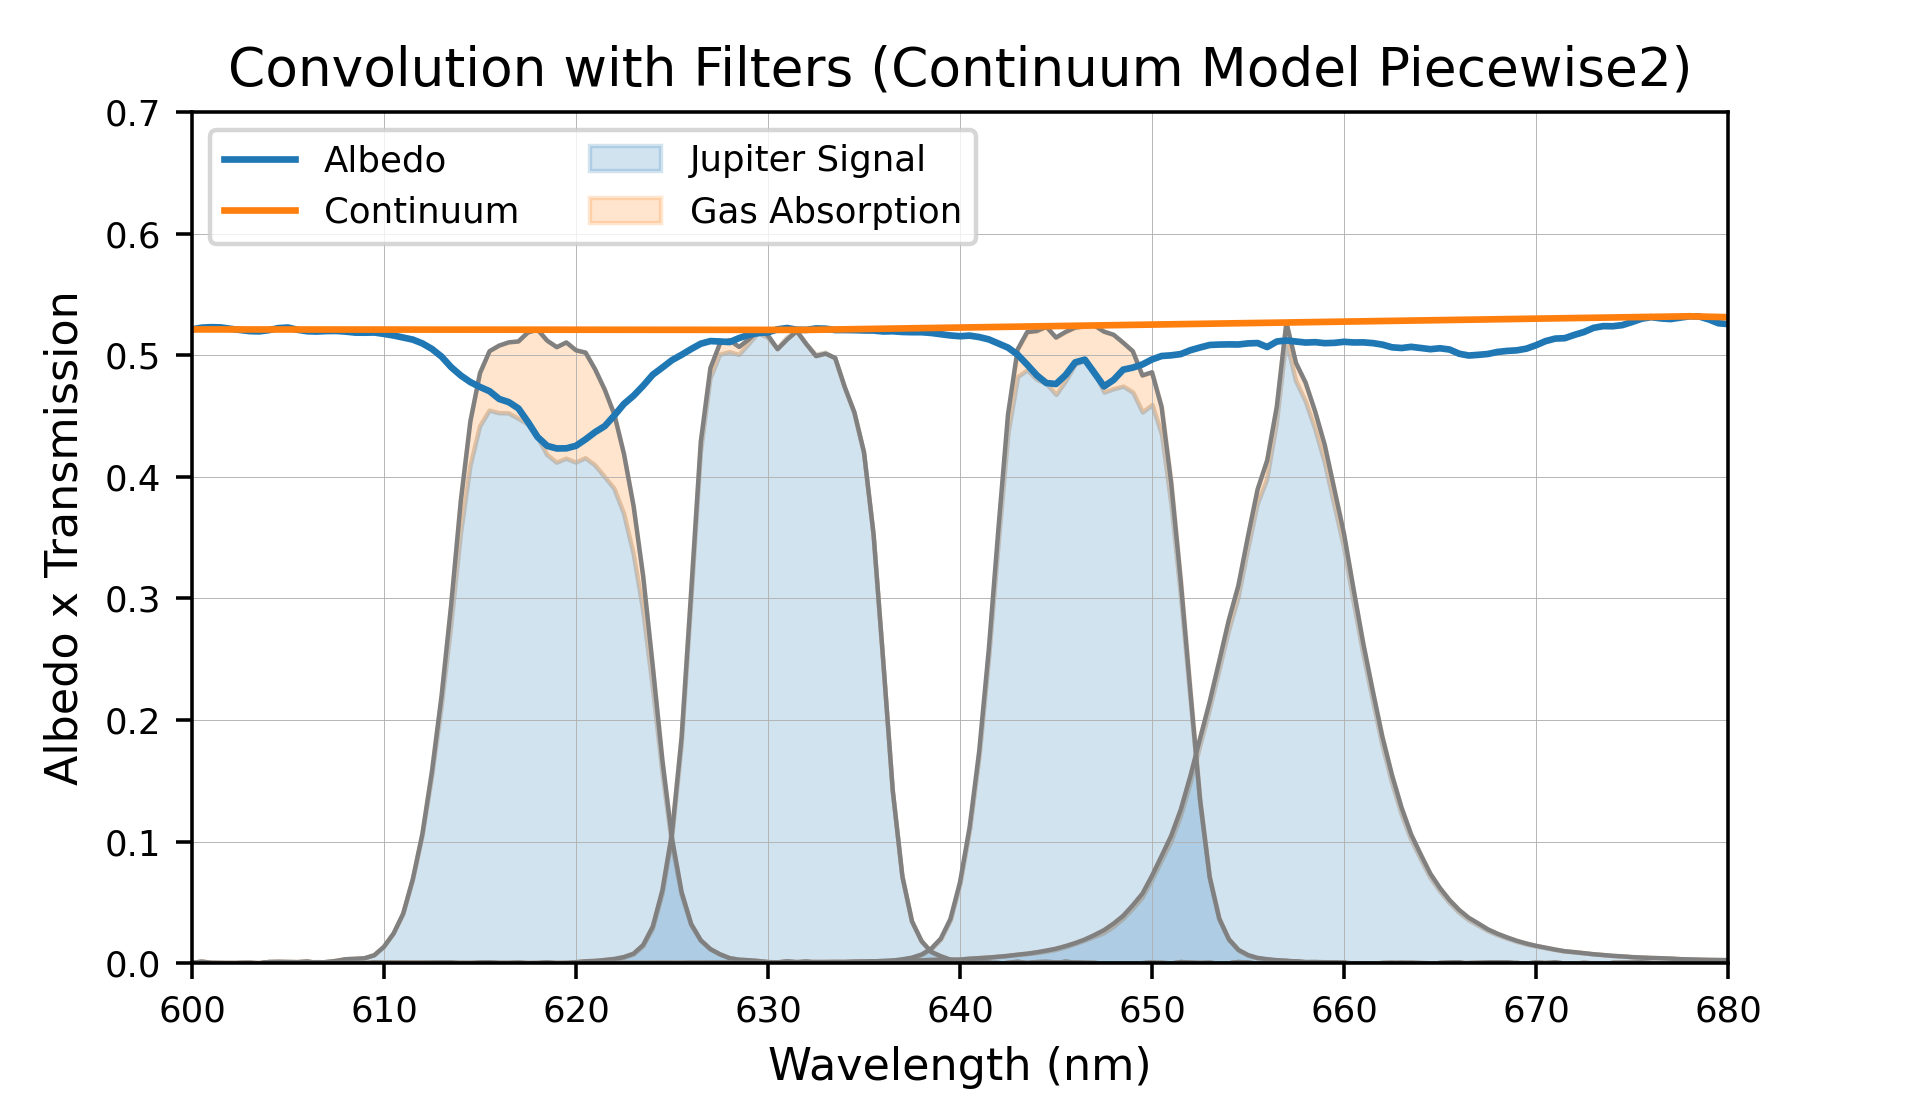 Convolution with Filters (Continuum Model Piecewise2)
Albedo
Continuum
Jupiter Signal
Gas Absorption
Albedo x Transmission
0.7
0.6
0.5
0.4
0.3
0.2
0.1
0.0
600 610 620 630 640 650 660 670 680
Wavelength (nm)